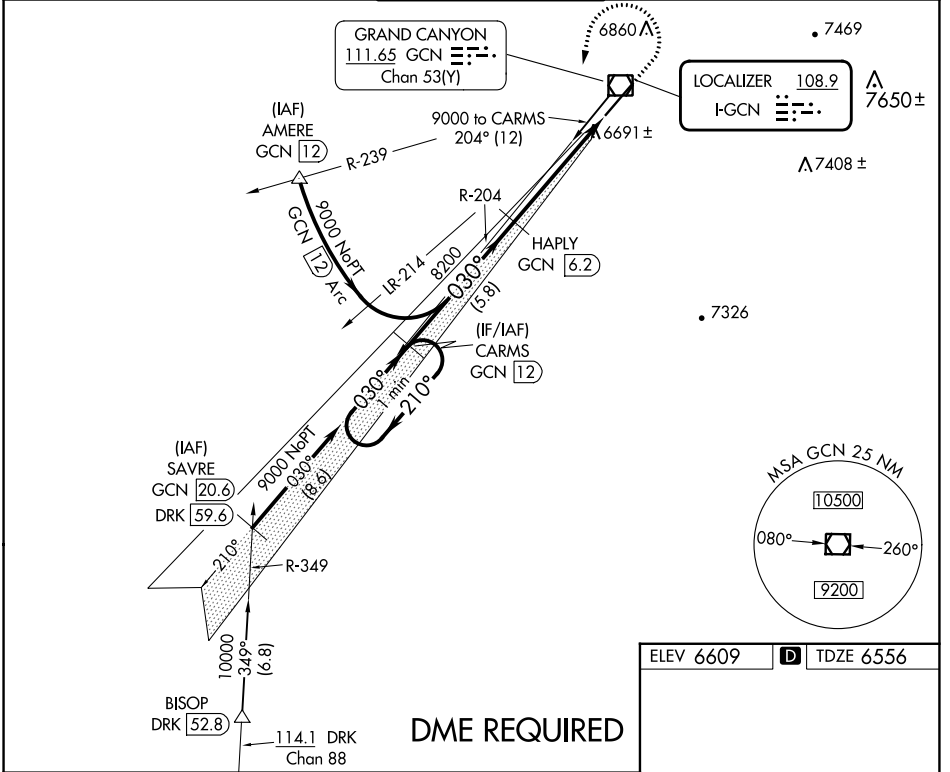 GRAND CANYON
111.65 GCN
Chan 53(Y)
6860
7469
LOCALIZER 108.9
I-GCN
7650 ±
(IAF)
AMERE
GCN 12
R-239
9000 to CARMS
204° (12)
6691 ±
7408 ±
R-204
9000 NoPT
GCN 12 Arc
LR-214
8200
030°
(5.8)
HAPLY
GCN 6.2
7326
(IF/IAF)
CARMS
GCN 12
030°
1 min
210°
(IAF)
SAVRE
GCN 20.6
DRK 59.6
9000 NoPT
030°
(8.6)
210°
R-349
MSA GCN 25 NM
10500
080°
260°
9200
10000
349°
(6.8)
BISOP
DRK 52.8
114.1 DRK
Chan 88
DME REQUIRED
ELEV 6609 D TDZE 6556